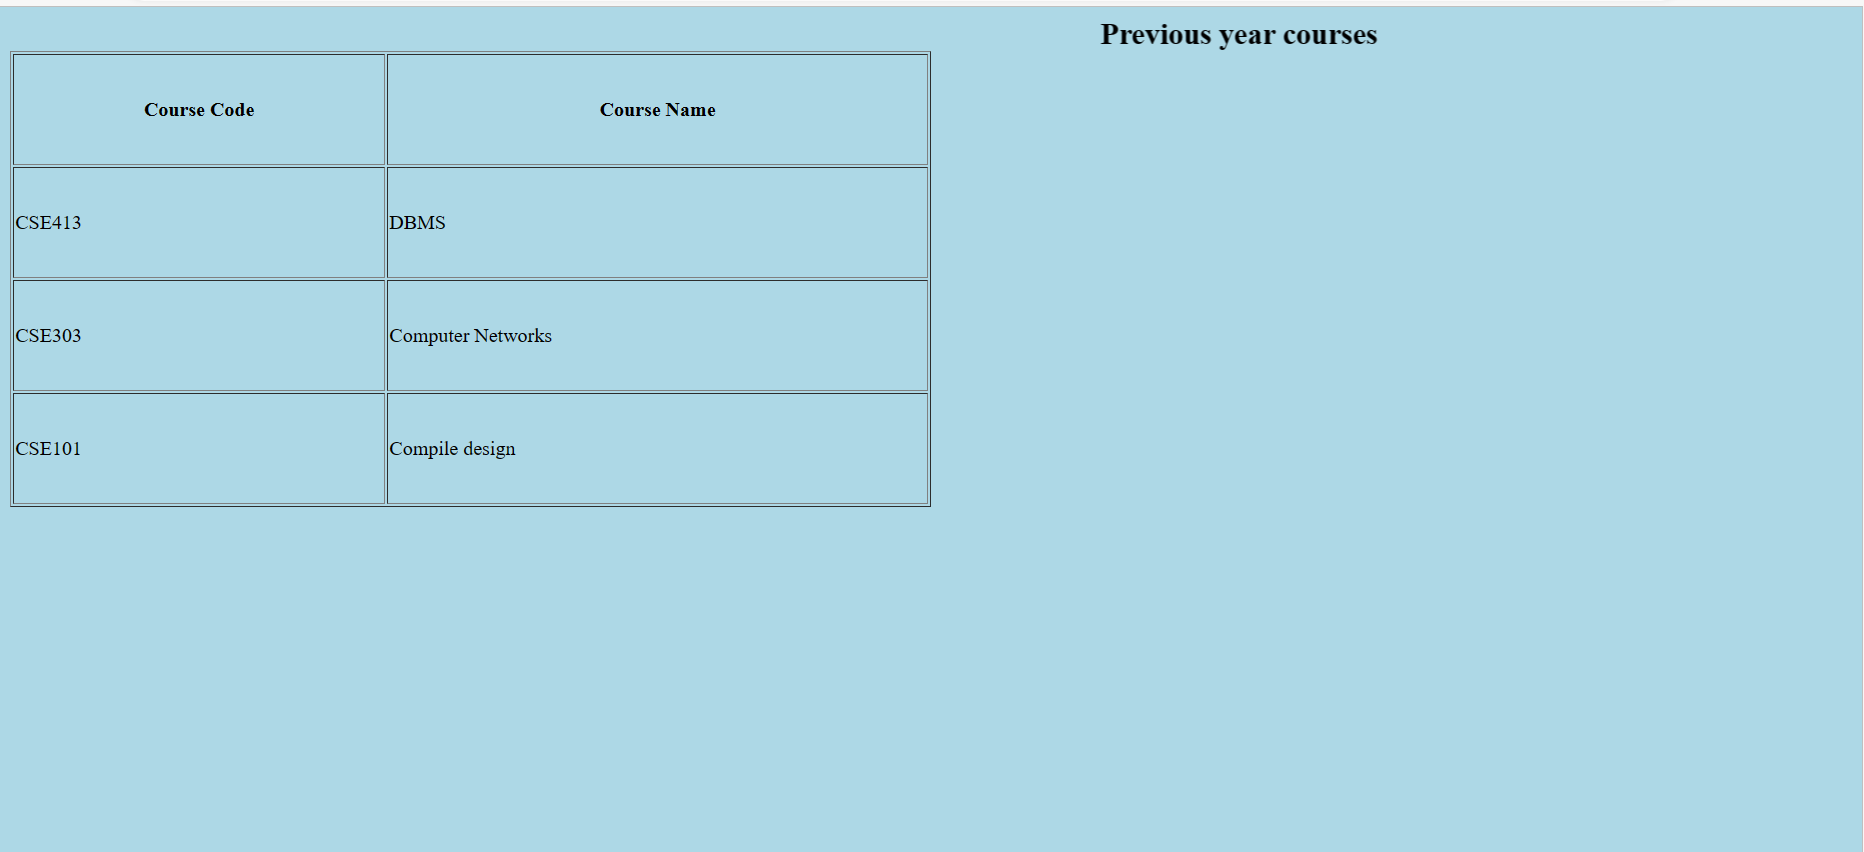 Previous year courses
Course Code Course Name
CSE413 DBMS
CSE303 Computer Networks
CSE101 Compile design